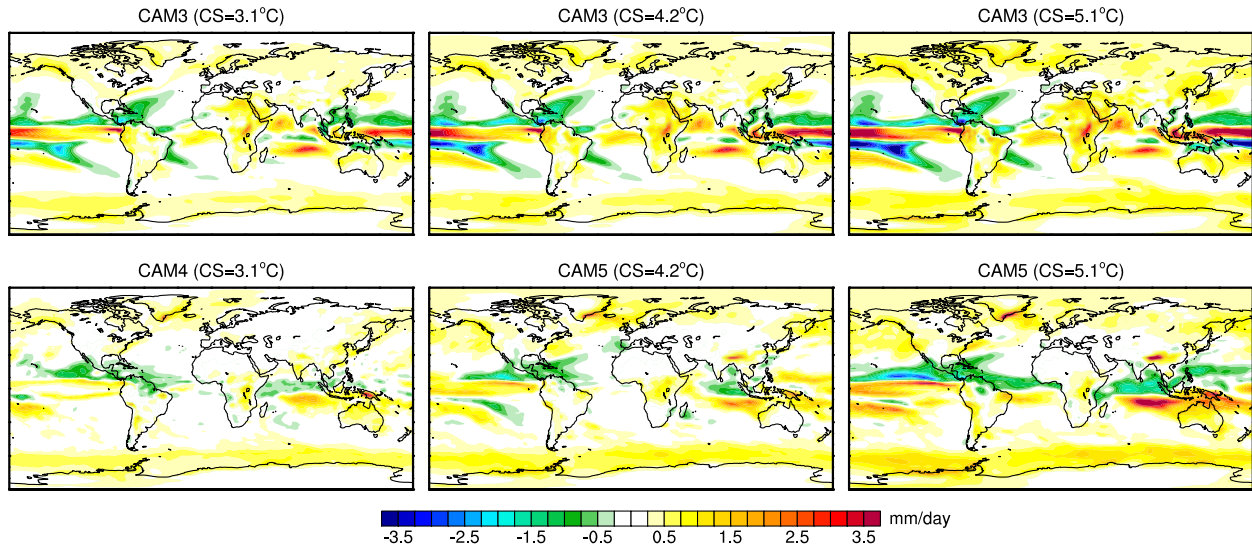 CAM3 (CS=3.1°C)
CAM3 (CS=4.2°C)
CAM3 (CS=5.1°C)
CAM4 (CS=3.1°C)
CAM5 (CS=4.2°C)
CAM5 (CS=5.1°C)
-3.5 -2.5 -1.5 -0.5 0.5 1.5 2.5 3.5 mm/day